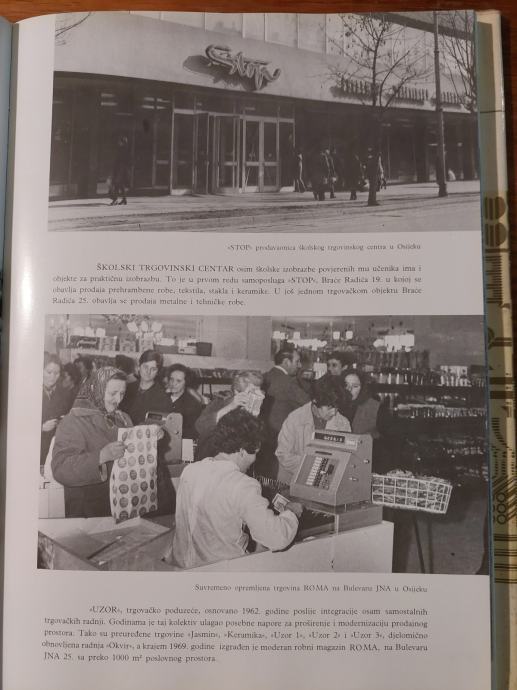 Stop
«STOP» prodavaonica školskog trgovinskog centra u Osijeku
ŠKOLSKI TRGOVINSKI CENTAR osim školske izobrazbe povjerenih mu učenika ima i
objekte za praktičnu izobrazbu. To je u prvom redu samoposluga «STOP», Braće Radića 19. u kojoj se
obavlja prodaja prehrambene robe, tekstila, stakla i keramike. U još jednom trgovačkom objektu Braće
Radića 25. obavlja se prodaja metalne i tehničke robe.
Suvremeno opremljena trgovina ROMA na Bulevaru JNA u Osijeku
«UZOR», trgovačko poduzeće, osnovano 1962. godine poslije integracije osam samostalnih
trgovačkih radnji. Godinama je taj kolektiv ulagao posebne napore za proširenje i modernizaciju prodajnog
prostora. Tako su preuređene trgovine «Jasmin», «Keramika», «Uzor 1», «Uzor 2» i «Uzor 3», djelomično
obnovljena radnja «Okvir», a krajem 1969. godine izgrađen je moderan robni magazin ROMA, na Bulevaru
JNA 25. sa preko 1000 m² poslovnog prostora.